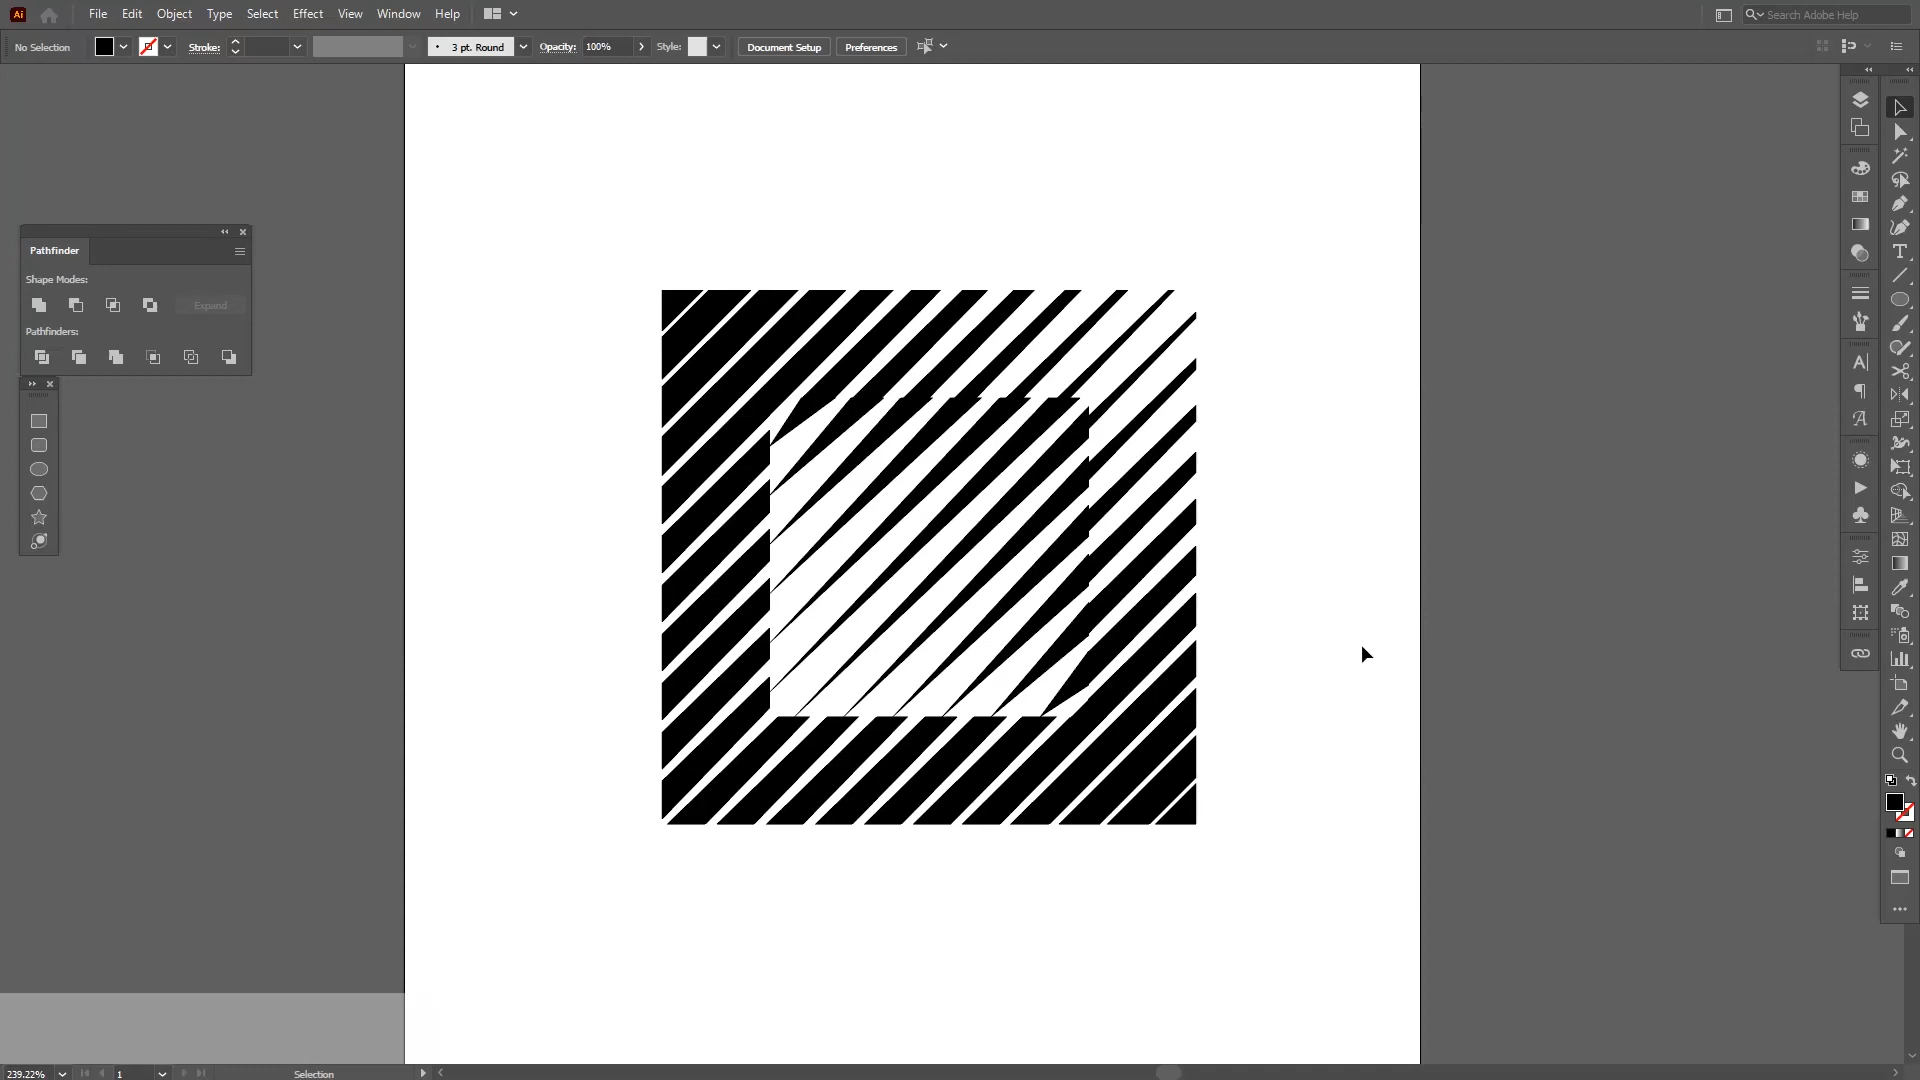 Ai File Edit Object Type Select Effect View Window Help Search Adobe Help
No Selection Stroke: 3 pt. Round Opacity: 100% Style: Document Setup Preferences
Pathfinder
Shape Modes:
Expand
Pathfinders:
239.22% 1 Selection